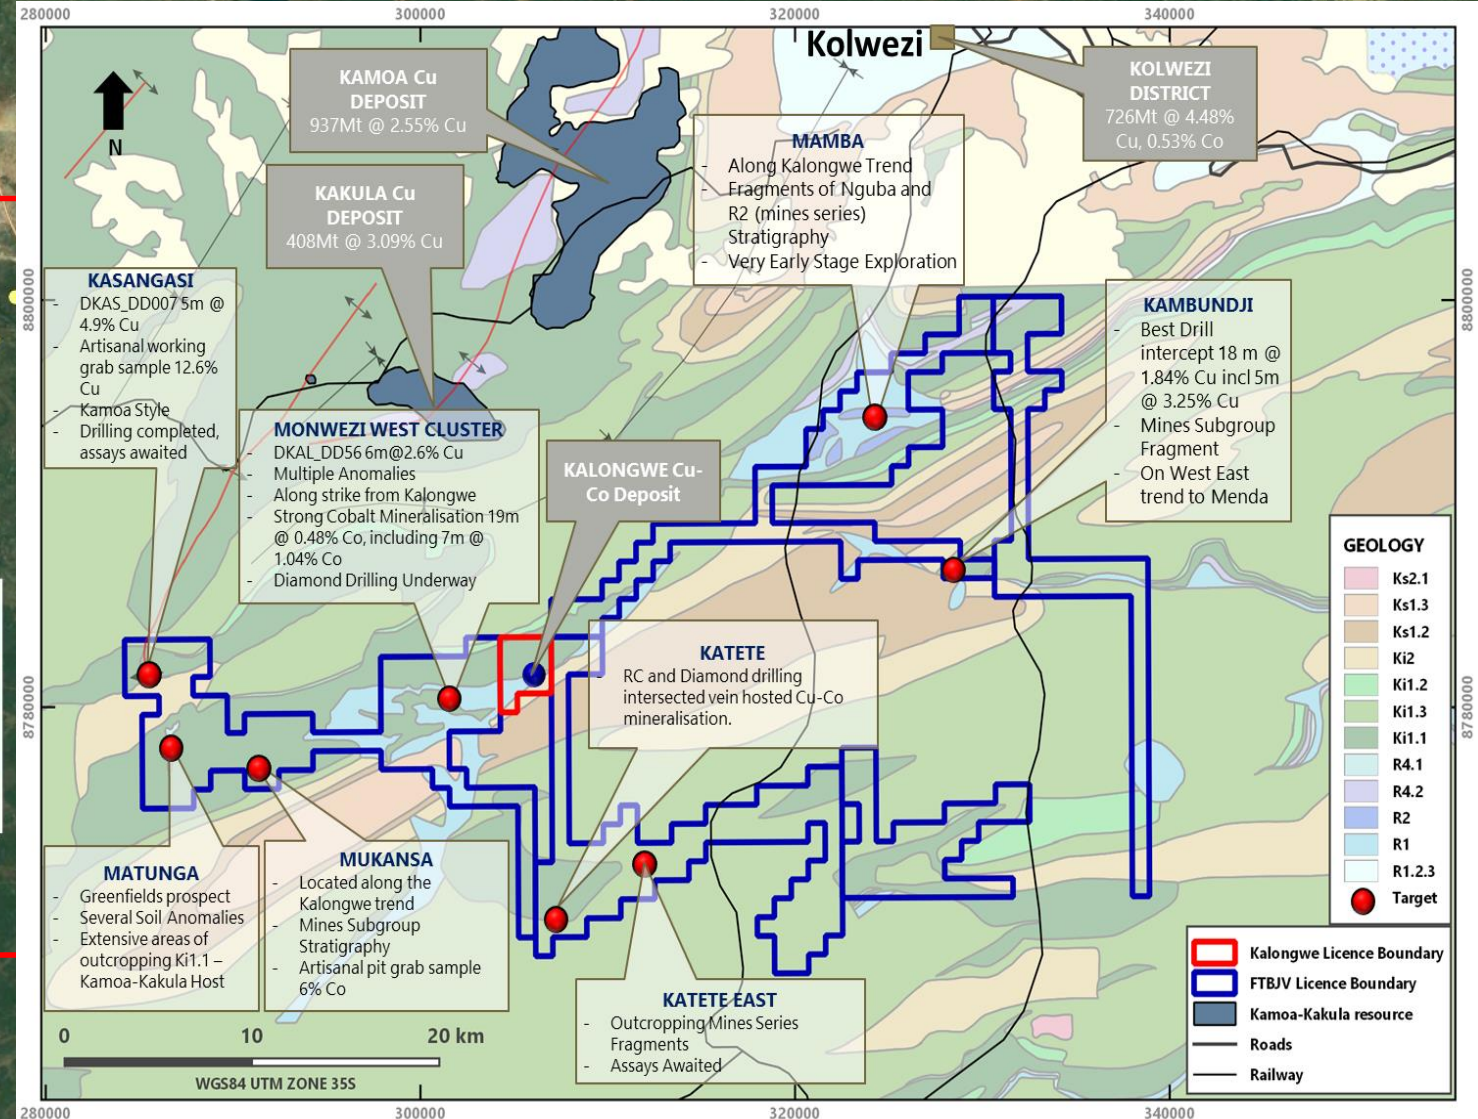 280000
300000
320000
340000
Kolwezi
N
KAMOA Cu
DEPOSIT
937Mt @ 2.55% Cu
KOLWEZI
DISTRICT
726Mt @ 4.48%
Cu, 0.53% Co
MAMBA
- Along Kalongwe Trend
- Fragments of Nguba and
R2 (mines series)
Stratigraphy
- Very Early Stage Exploration
KAKULA Cu
DEPOSIT
408Mt @ 3.09% Cu
8800000
8800000
KASANGASI
- DKAS_DD007 5m @
4.9% Cu
- Artisanal working
grab sample 12.6%
Cu
- Kamoa Style
- Drilling completed,
assays awaited
KAMBUNDJI
- Best Drill
intercept 18 m @
1.84% Cu incl 5m
@ 3.25% Cu
- Mines Subgroup
Fragment
- On West East
trend to Menda
MONWEZI WEST CLUSTER
- DKAL_DD56 6m@2.6% Cu
- Multiple Anomalies
- Along strike from Kalongwe
- Strong Cobalt Mineralisation 19m
@ 0.48% Co, including 7m @
1.04% Co
- Diamond Drilling Underway
KALONGWE Cu-
Co Deposit
KATETE
- RC and Diamond drilling
intersected vein hosted Cu-Co
mineralisation.
8780000
8780000
MATUNGA
- Greenfields prospect
- Several Soil Anomalies
- Extensive areas of
outcropping Ki1.1 –
Kamoa-Kakula Host
MUKANSA
- Located along the
Kalongwe trend
- Mines Subgroup
Stratigraphy
- Artisanal pit grab sample
6% Co
KATETE EAST
- Outcropping Mines Series
Fragments
- Assays Awaited
GEOLOGY
Ks2.1
Ks1.3
Ks1.2
Ki2
Ki1.2
Ki1.3
Ki1.1
R4.1
R4.2
R2
R1
R1.2.3
Target
Kalongwe Licence Boundary
FTBJV Licence Boundary
Kamoa-Kakula resource
Roads
Railway
0 10 20 km
WGS84 UTM ZONE 35S
280000
300000
320000
340000